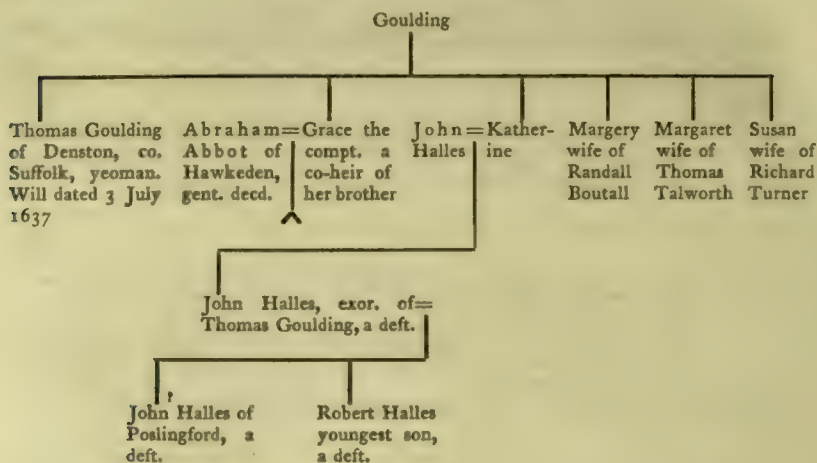 Goulding
Thomas Goulding
of Denston, co.
Suffolk, yeoman.
Will dated 3 July
1637
Abraham=Grace the
Abbot of compt. a
Hawkeden, co-heir of
gent. decd. her brother
John=Kather-
Halles ine
Margery
wife of
Randall
Boutall
Margaret
wife of
Thomas
Talworth
Susan
wife of
Richard
Turner
John Halles, exor. of=
Thomas Goulding, a deft.
John Halles of
Poslingford, a
deft.
Robert Halles
youngest son,
a deft.